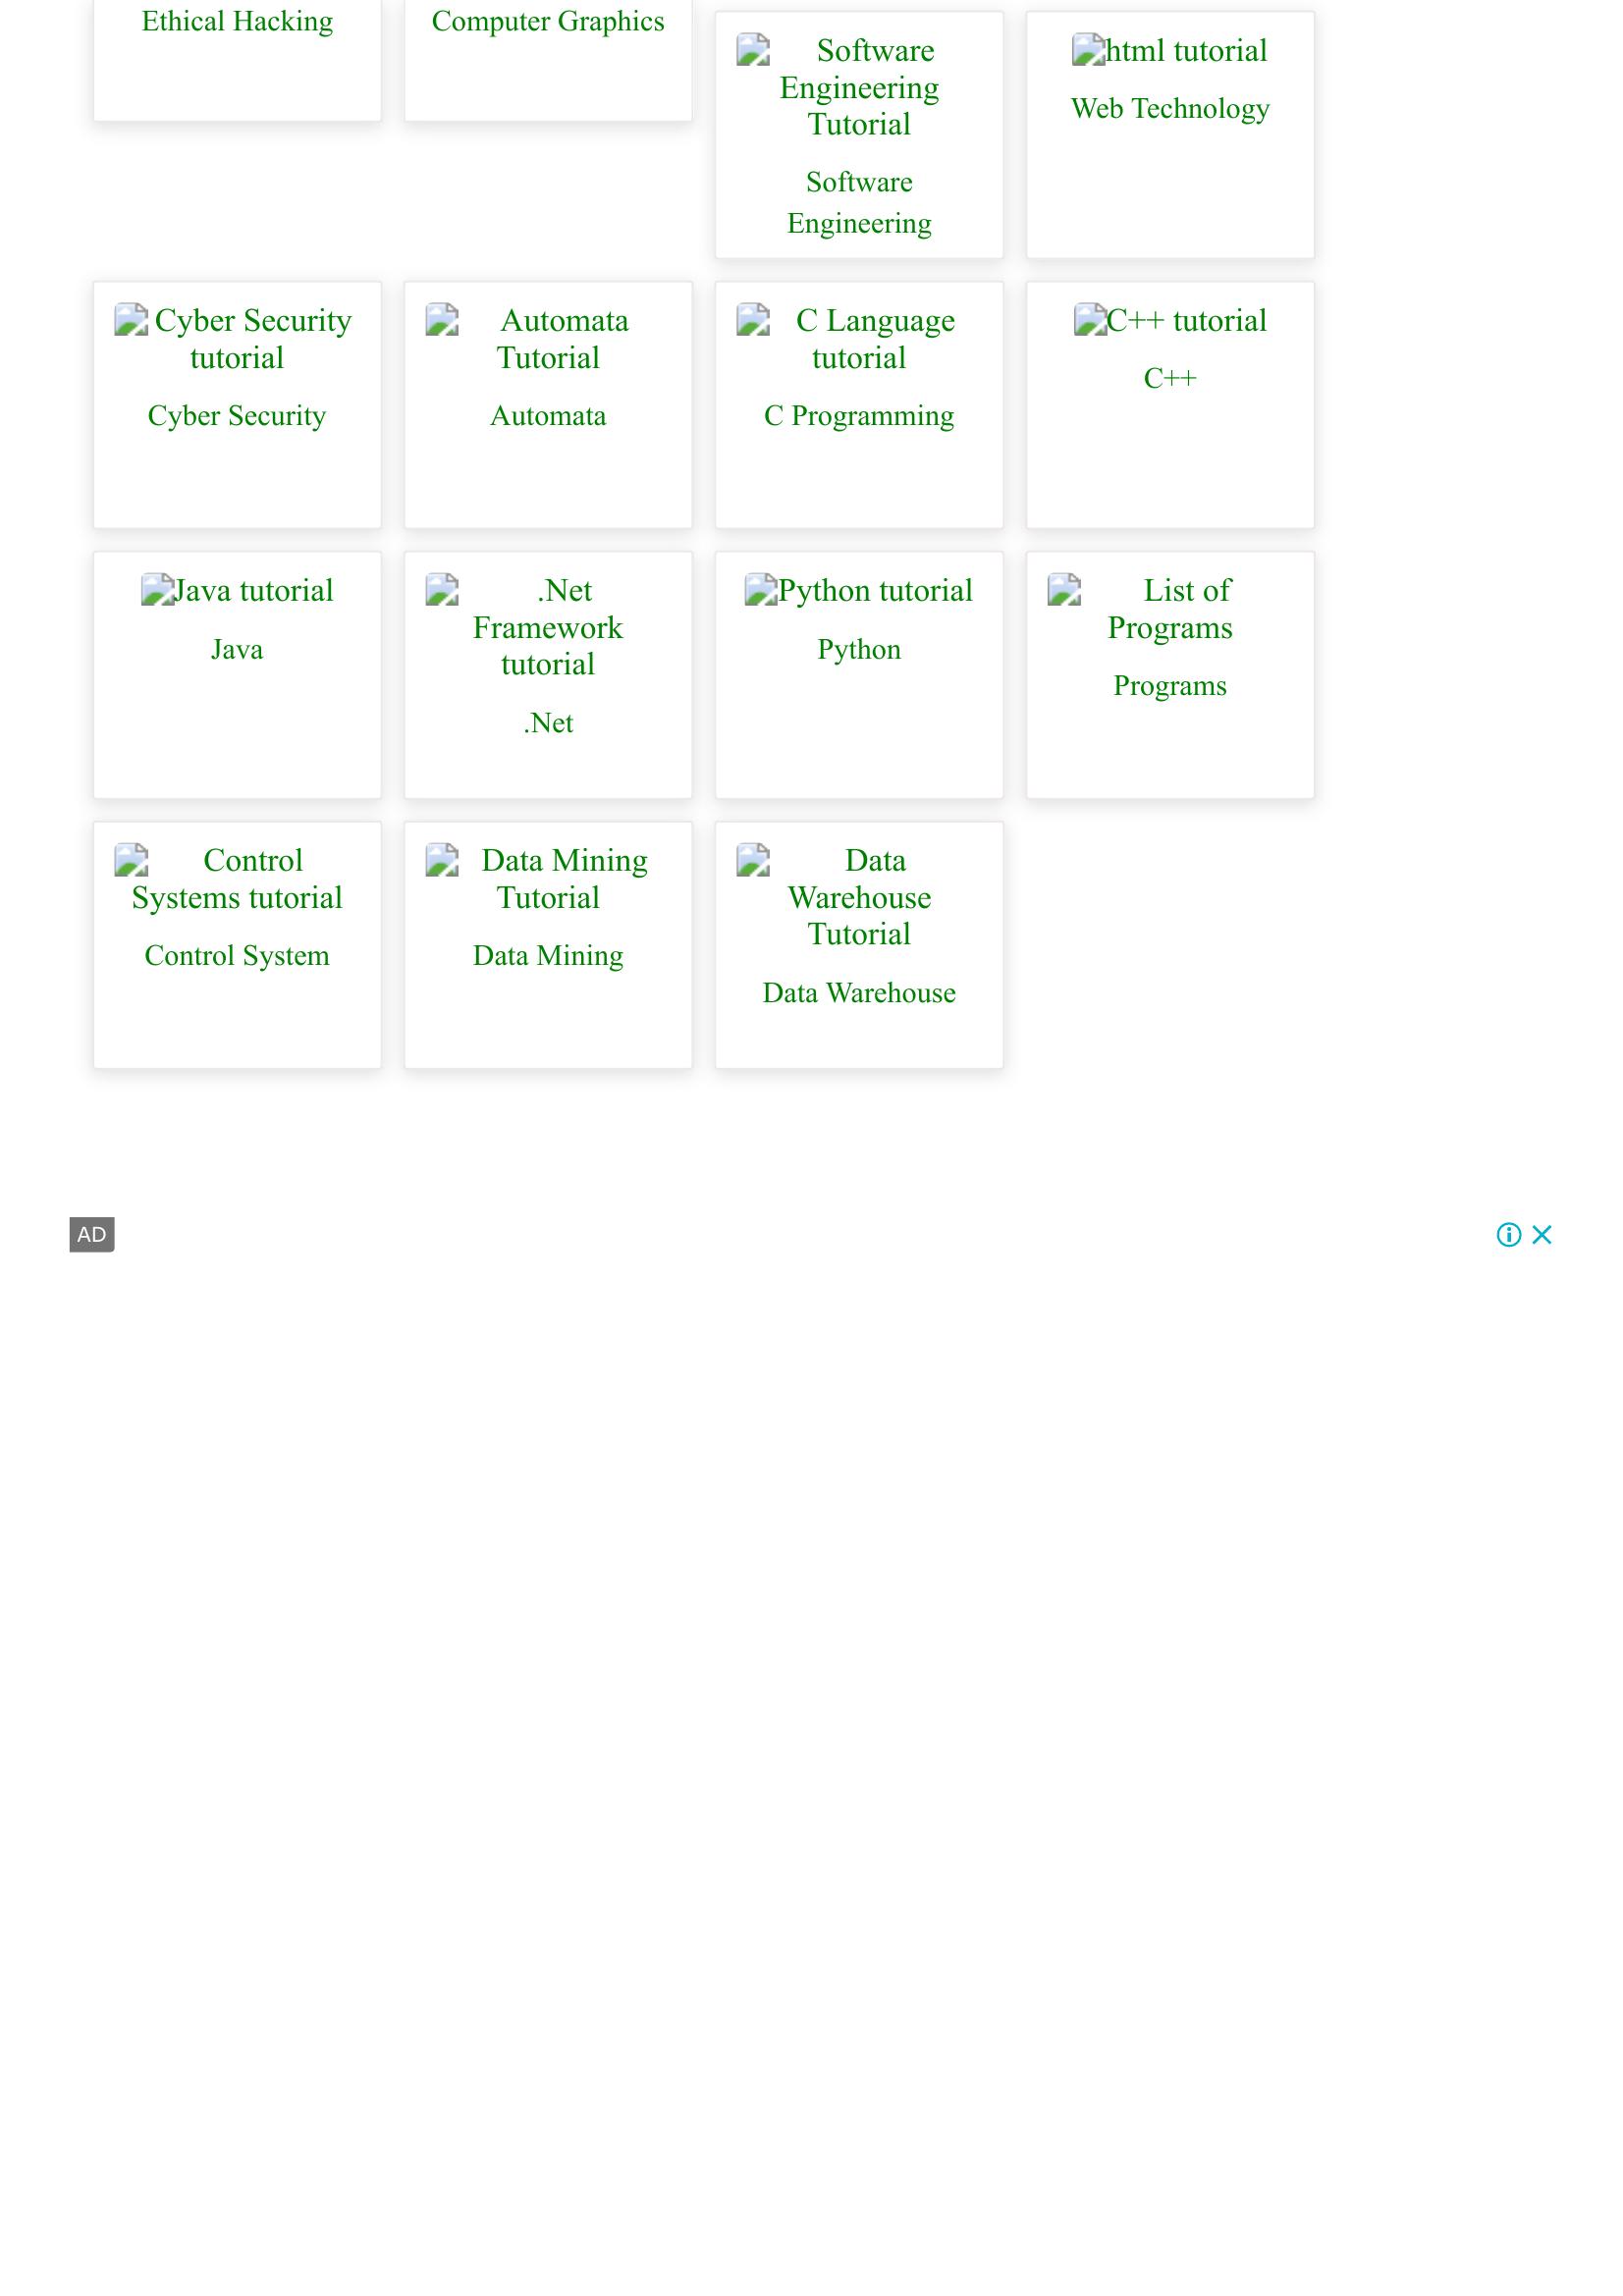 Ethical Hacking
Computer Graphics
Software
Engineering
Tutorial
Software
Engineering
html tutorial
Web Technology
Cyber Security
tutorial
Cyber Security
Automata
Tutorial
Automata
C Language
tutorial
C Programming
C++ tutorial
C++
Java tutorial
Java
.Net
Framework
tutorial
.Net
Python tutorial
Python
List of
Programs
Programs
Control
Systems tutorial
Control System
Data Mining
Tutorial
Data Mining
Data
Warehouse
Tutorial
Data Warehouse
AD